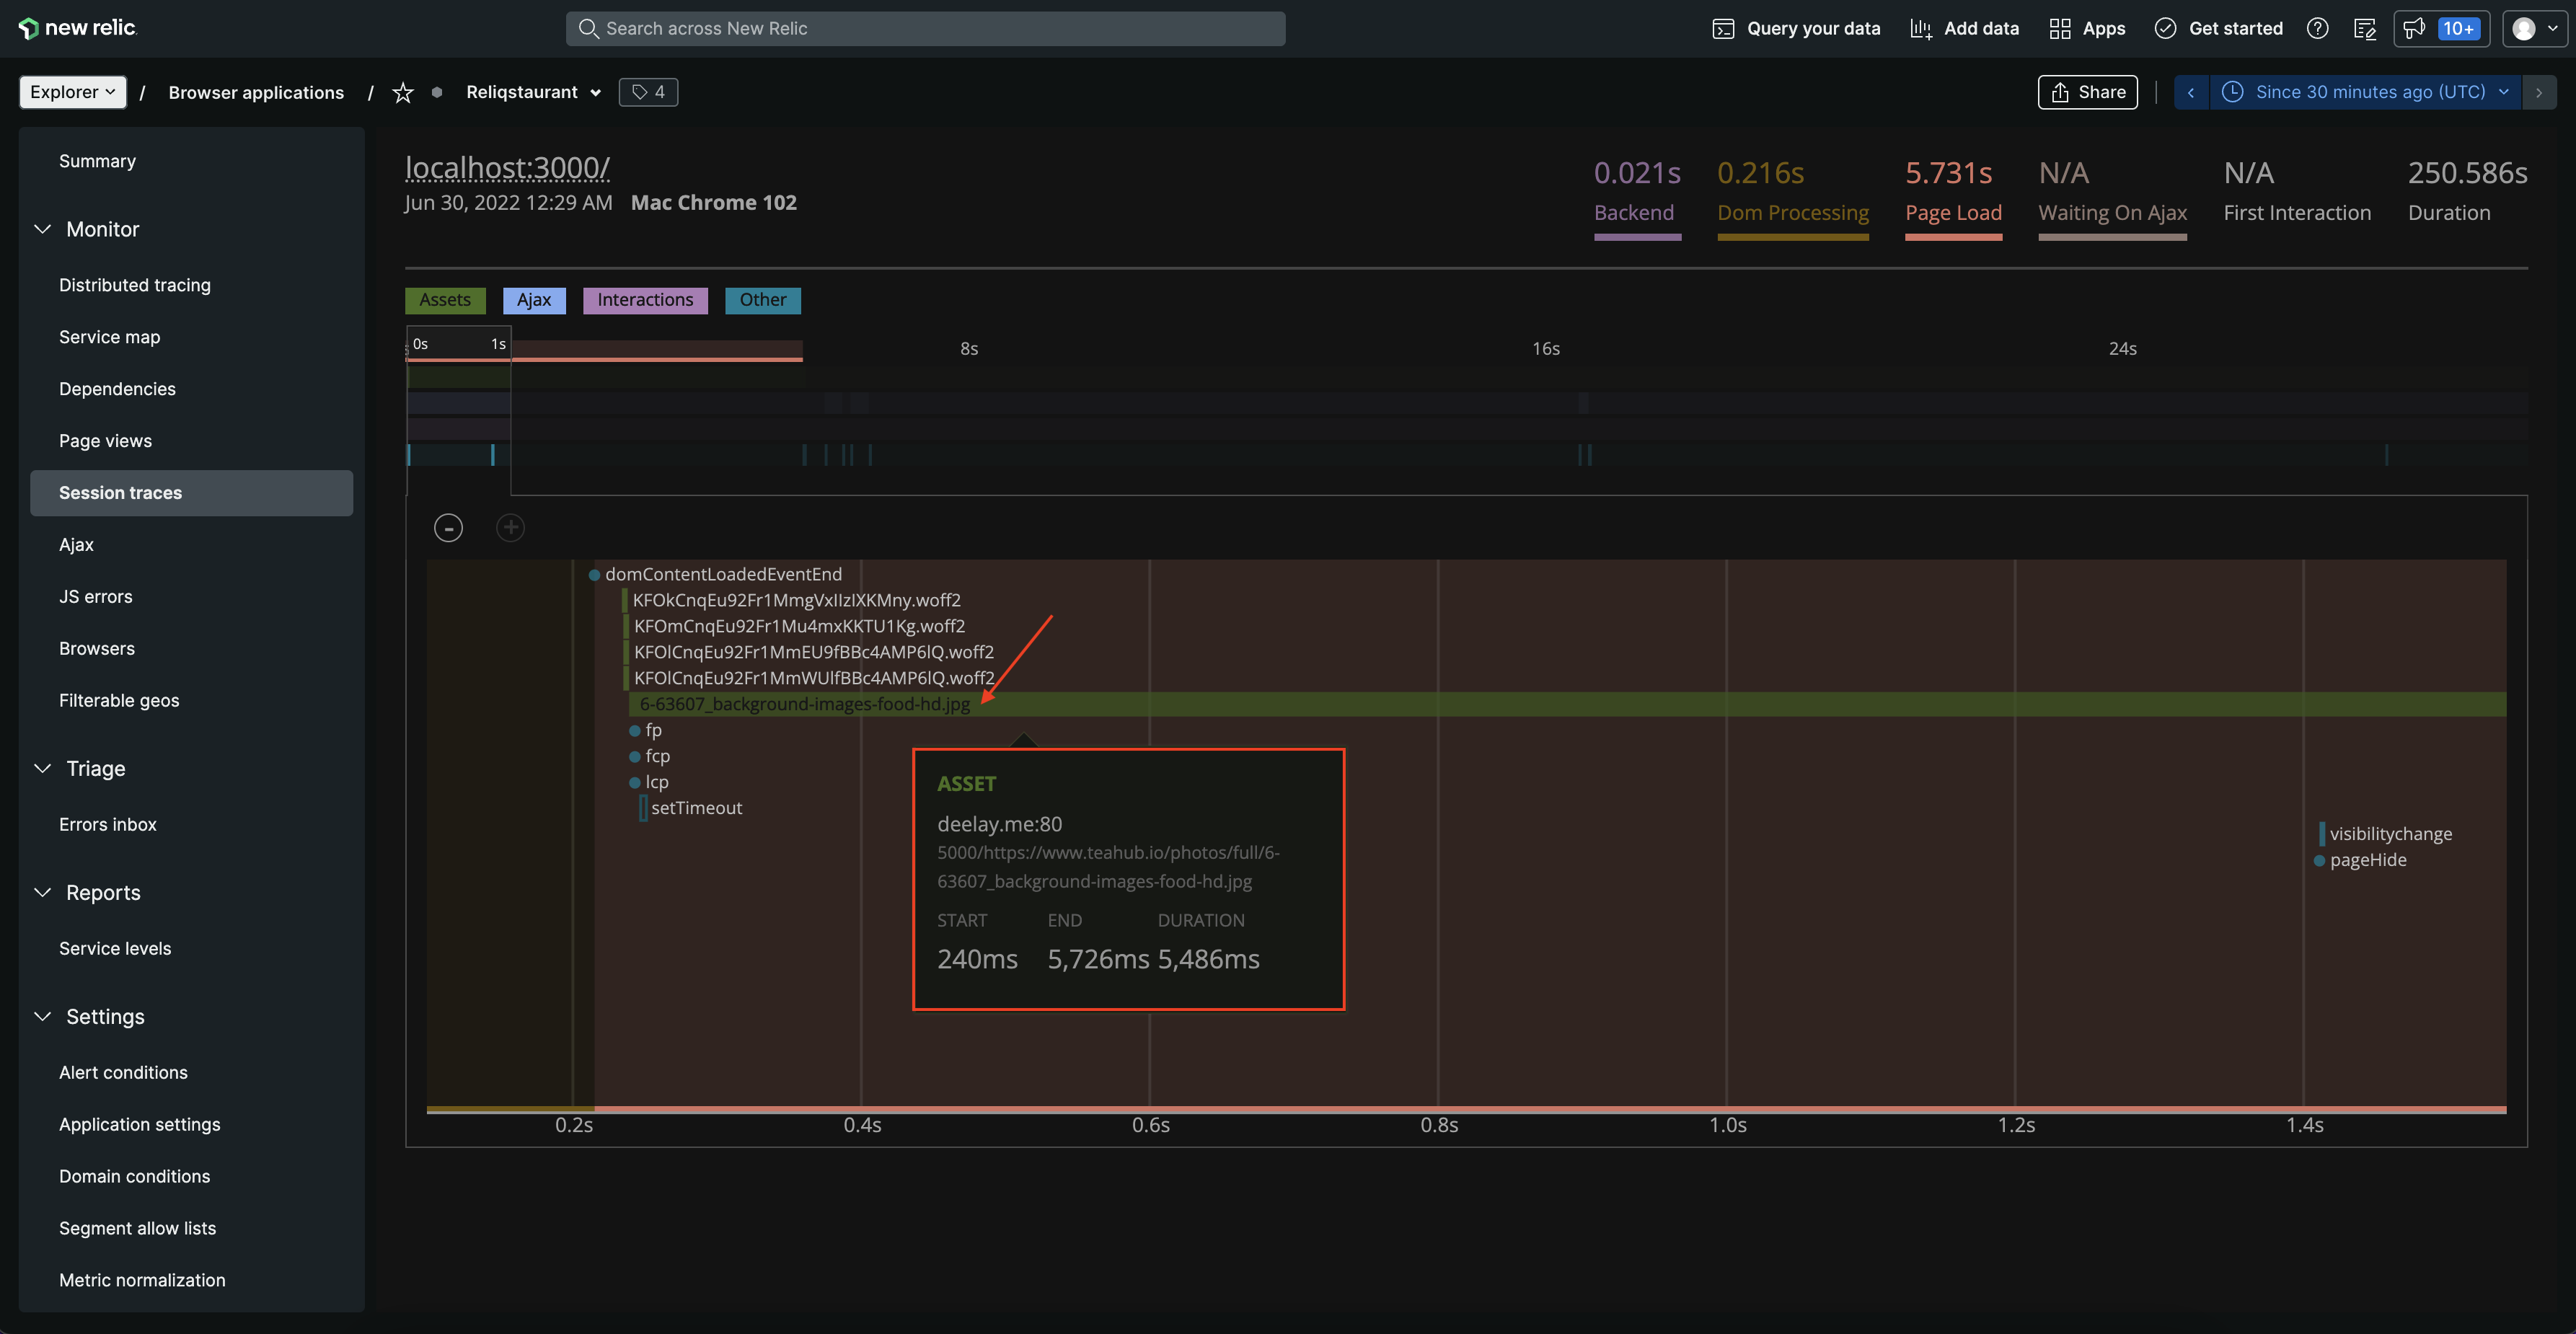 new relic.
Search across New Relic
Query your data
Add data
Apps
Get started
10+
Explorer
/
Browser applications
/
Reliqstaurant
4
Share
Since 30 minutes ago (UTC)
Summary
Monitor
Distributed tracing
Service map
Dependencies
Page views
Session traces
Ajax
JS errors
Browsers
Filterable geos
Triage
Errors inbox
Reports
Service levels
Settings
Alert conditions
Application settings
Domain conditions
Segment allow lists
Metric normalization
localhost:3000/
Jun 30, 2022 12:29 AM Mac Chrome 102
0.021s
Backend
0.216s
Dom Processing
5.731s
Page Load
N/A
Waiting On Ajax
N/A
First Interaction
250.586s
Duration
Assets
Ajax
Interactions
Other
0s 1s 8s 16s 24s
domContentLoadedEventEnd
KFOkCnqEu92Fr1MmgVxIIzIXKMny.woff2
KFOmCnqEu92Fr1Mu4mxKKTU1Kg.woff2
KFOlCnqEu92Fr1MmEU9fBBc4AMP6lQ.woff2
KFOlCnqEu92Fr1MmWUlfBBc4AMP6lQ.woff2
6-63607_background-images-food-hd.jpg
fp
fcp
lcp
setTimeout
visibilitychange
pageHide
ASSET
deelay.me:80
5000/https://www.teahub.io/photos/full/6-
63607_background-images-food-hd.jpg
START END DURATION
240ms 5,726ms 5,486ms
0.2s 0.4s 0.6s 0.8s 1.0s 1.2s 1.4s